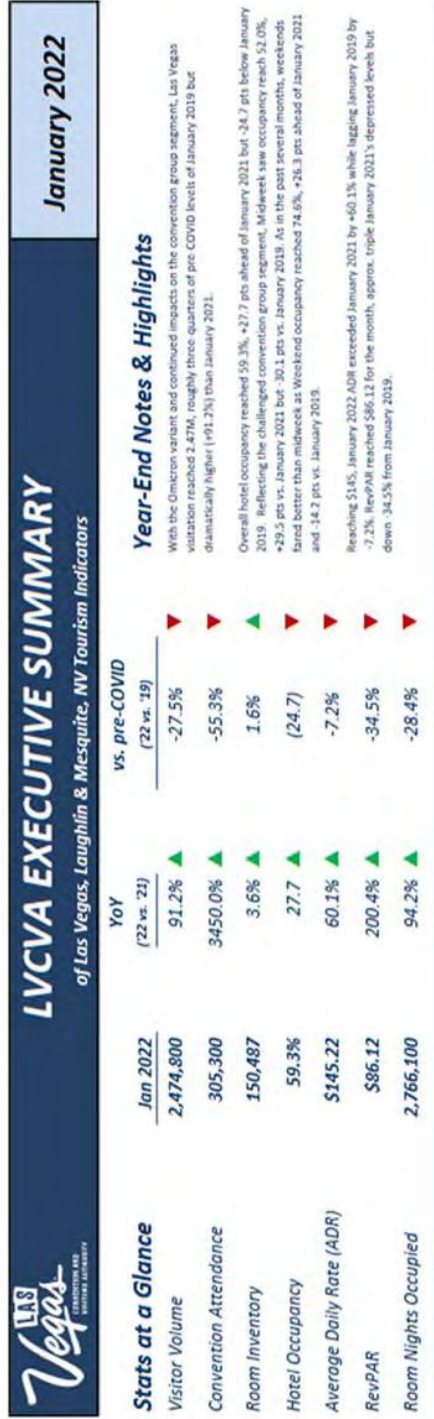 LAS
Vegas
CONVENTION AND
VISITORS AUTHORITY
LVCVA EXECUTIVE SUMMARY
of Las Vegas, Laughlin & Mesquite, NV Tourism Indicators
January 2022
Stats at a Glance
Jan 2022 YoY vs. pre-COVID
('22 vs. '21) ('22 vs. '19)
Visitor Volume 2,474,800 91.2% ▲ -27.5% ▼
Convention Attendance 305,300 3450.0% ▲ -55.3% ▼
Room Inventory 150,487 3.6% ▲ 1.6% ▲
Hotel Occupancy 59.3% 27.7 ▲ (24.7) ▼
Average Daily Rate (ADR) $145.22 60.1% ▲ -7.2% ▼
RevPAR $86.12 200.4% ▲ -34.5% ▼
Room Nights Occupied 2,766,100 94.2% ▲ -28.4% ▼
Year-End Notes & Highlights
With the Omicron variant and continued impacts on the convention group segment, Las Vegas
visitation reached 2.47M, roughly three-quarters of pre-COVID levels of January 2019 but
dramatically higher (+91.2%) than January 2021.
Overall hotel occupancy reached 59.3%, +27.7 pts ahead of January 2021 but -24.7 pts below January
2019. Reflecting the challenged convention group segment, Midweek saw occupancy reach 52.0%,
+29.5 pts vs. January 2021 but -30.1 pts vs. January 2019. As in the past several months, weekends
fared better than midweek as Weekend occupancy reached 74.6%, +26.3 pts ahead of January 2021
and -14.2 pts vs. January 2019.
Reaching $145, January 2022 ADR exceeded January 2021 by +60.1% while lagging January 2019 by
-7.2%. RevPAR reached $86.12 for the month, approx. triple January 2021's depressed levels but
down -34.5% from January 2019.